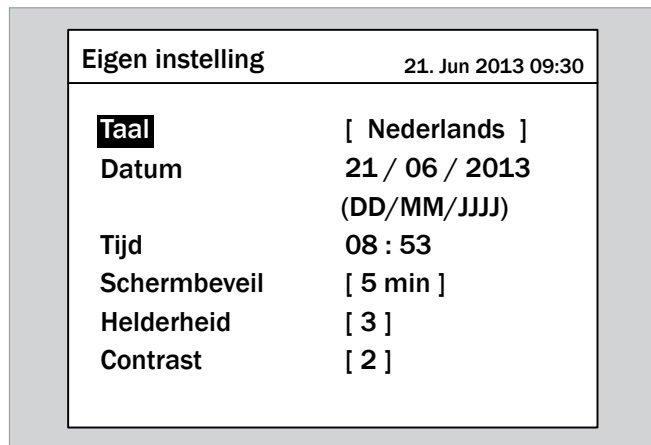 Eigen instelling 21. Jun 2013 09:30
Taal [ Nederlands ]
Datum 21 / 06 / 2013
(DD/MM/JJJJ)
Tijd 08 : 53
Schermbeveil [ 5 min ]
Helderheid [ 3 ]
Contrast [ 2 ]